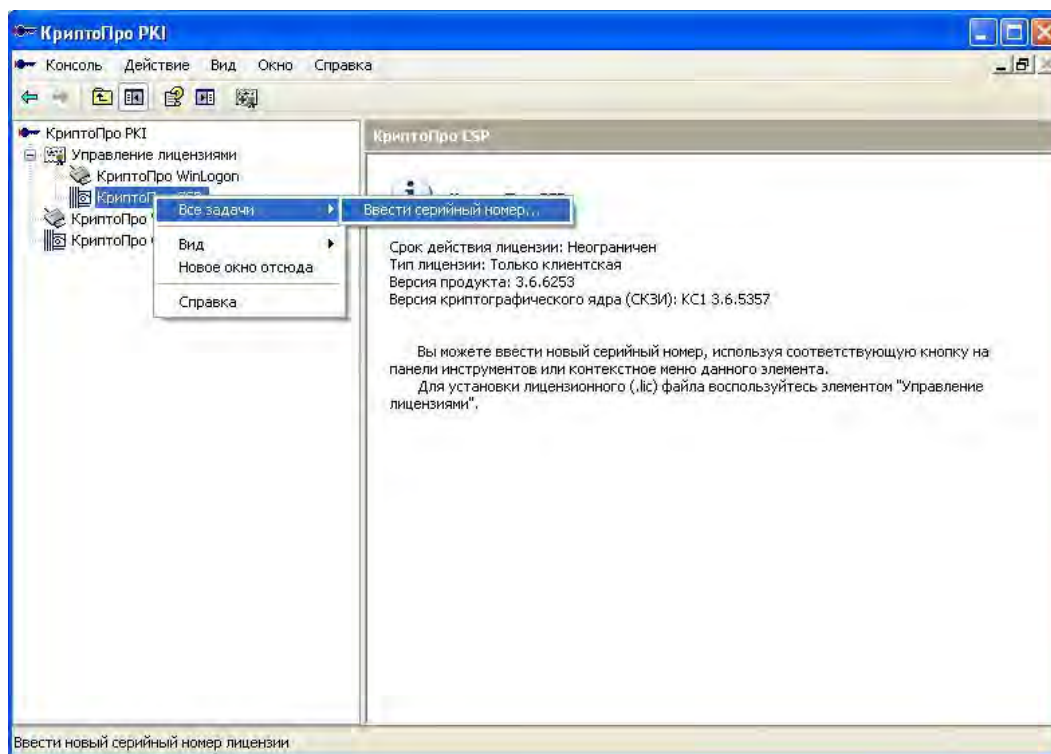 КриптоПро PKI
Консоль Действие Вид Окно Справка
КриптоПро PKI
Управление лицензиями
КриптоПро WinLogon
КриптоПро
КриптоПро
Все задачи
Вид
Новое окно отсюда
Справка
Ввести серийный номер...
КриптоПро CSP
Срок действия лицензии: Неограничен
Тип лицензии: Только клиентская
Версия продукта: 3.6.6253
Версия криптографического ядра (СКЗИ): КС1 3.6.5357
Вы можете ввести новый серийный номер, используя соответствующую кнопку на
панели инструментов или контекстное меню данного элемента.
Для установки лицензионного (.lic) файла воспользуйтесь элементом "Управление
лицензиями".
Ввести новый серийный номер лицензии